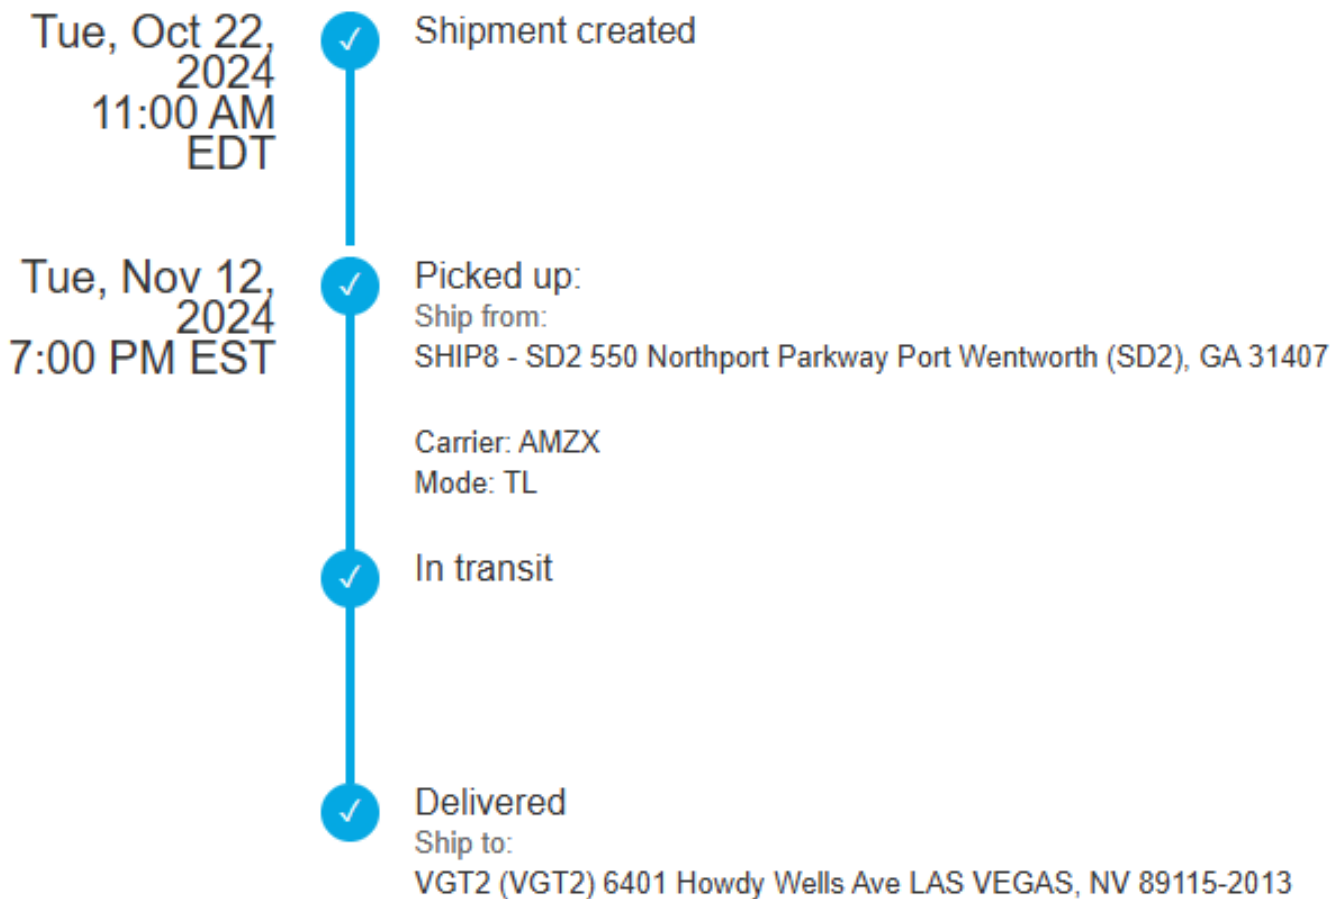 Tue, Oct 22,
2024
11:00 AM
EDT
Shipment created
Tue, Nov 12,
2024
7:00 PM EST
Picked up:
Ship from:
SHIP8 - SD2 550 Northport Parkway Port Wentworth (SD2), GA 31407
Carrier: AMZX
Mode: TL
In transit
Delivered
Ship to:
VGT2 (VGT2) 6401 Howdy Wells Ave LAS VEGAS, NV 89115-2013